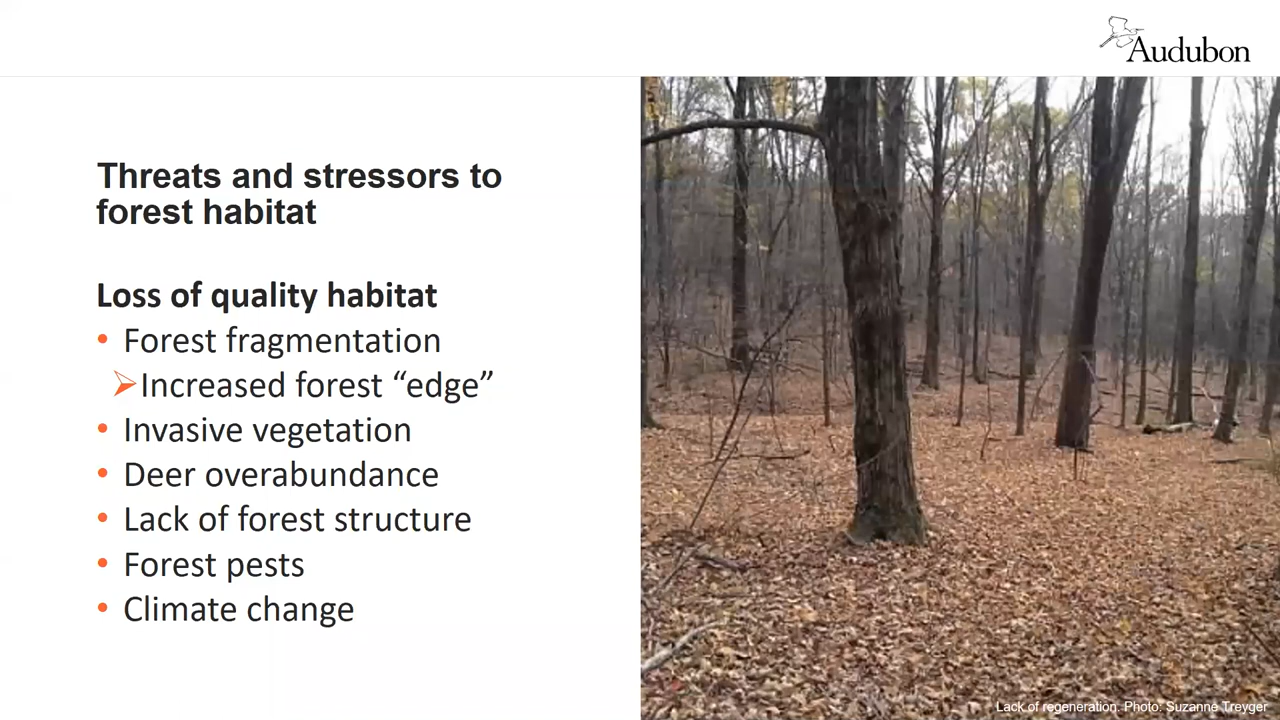 Audubon
Threats and stressors to
forest habitat
Loss of quality habitat
• Forest fragmentation
➢Increased forest “edge”
• Invasive vegetation
• Deer overabundance
• Lack of forest structure
• Forest pests
• Climate change
Lack of regeneration. Photo: Suzanne Treyger